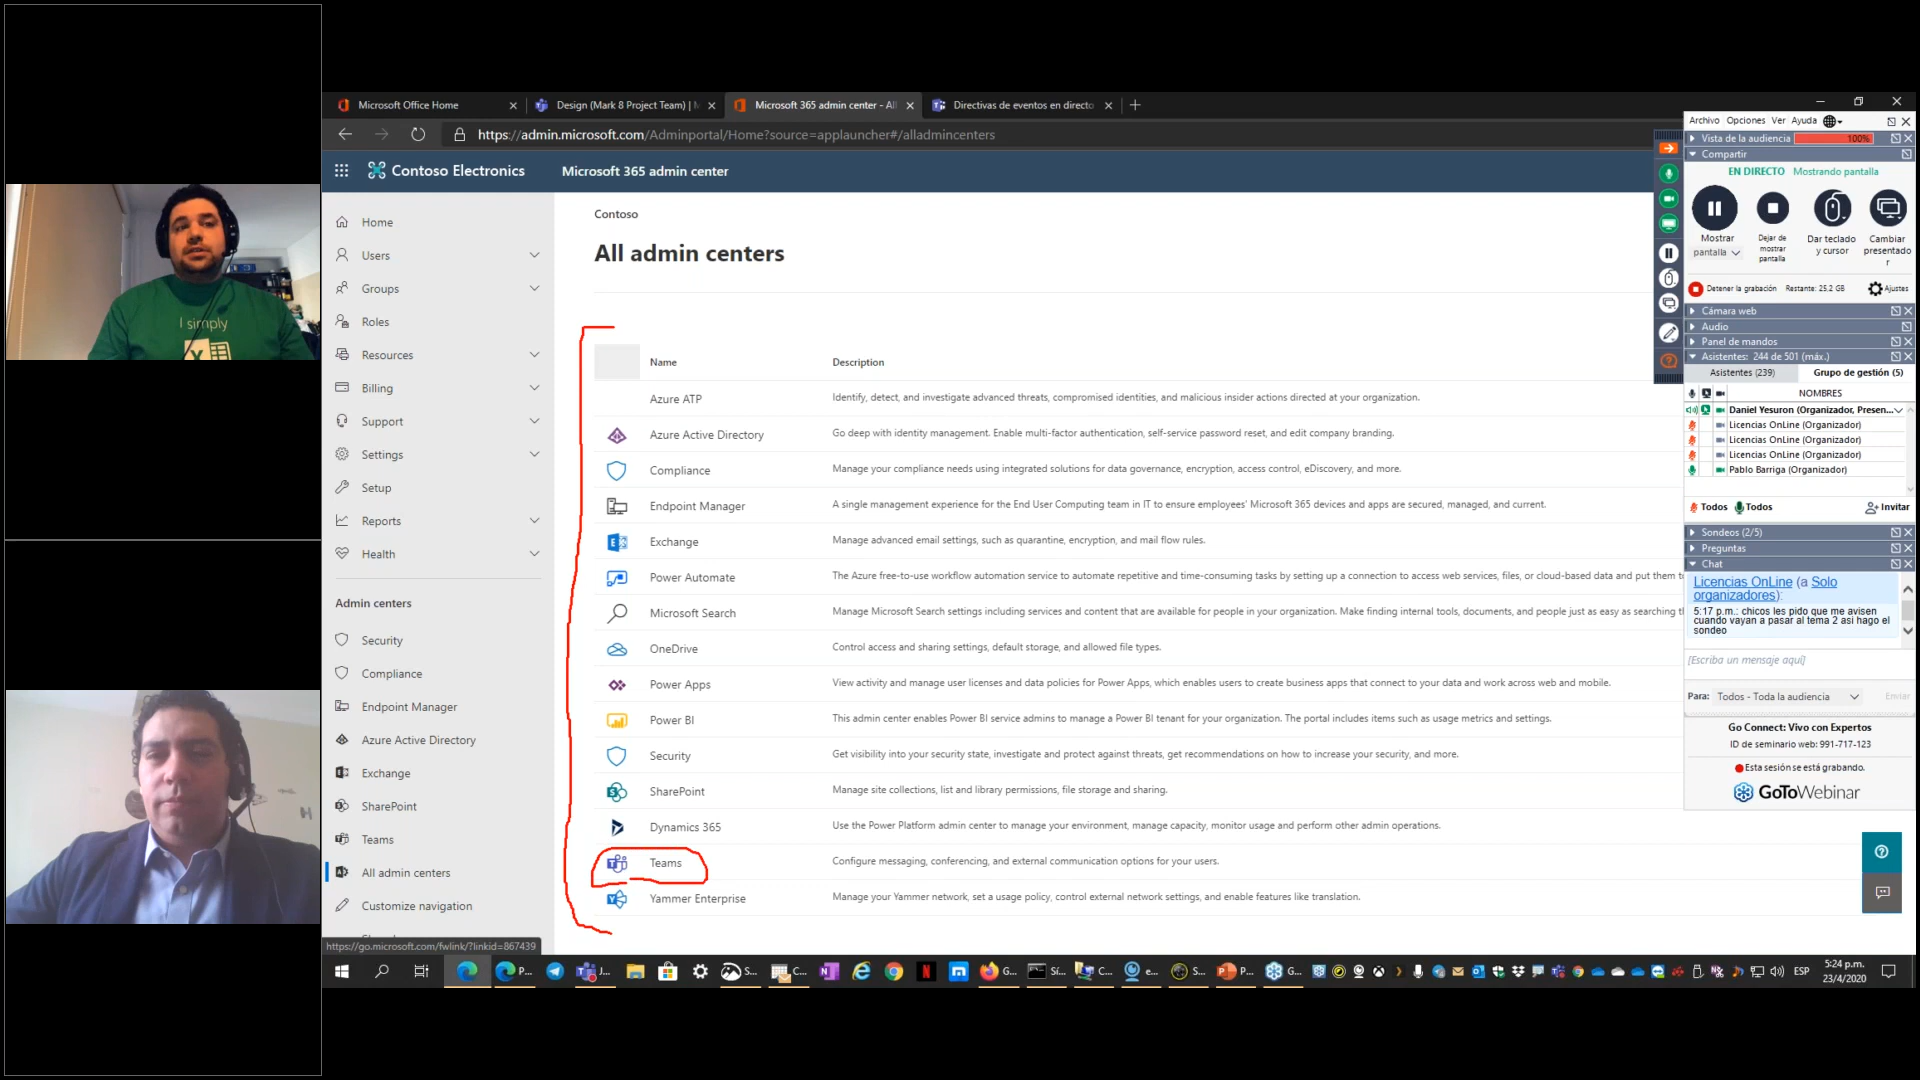 I simply
Microsoft Office Home
Design (Mark 8 Project Team) |
Microsoft 365 admin center - Al
Directivas de eventos en directo
https://admin.microsoft.com/Adminportal/Home?source=applauncher#/alladmincenters
Contoso Electronics
Microsoft 365 admin center
Home
Users
Groups
Roles
Resources
Billing
Support
Settings
Setup
Reports
Health
Admin centers
Security
Compliance
Endpoint Manager
Azure Active Directory
Exchange
SharePoint
Teams
All admin centers
Customize navigation
https://go.microsoft.com/fwlink/?linkid=867439
Contoso
All admin centers
Name Description
Azure ATP Identify, detect, and investigate advanced threats, compromised identities, and malicious insider actions directed at your organization.
Azure Active Directory Go deep with identity management. Enable multi-factor authentication, self-service password reset, and edit company branding.
Compliance Manage your compliance needs using integrated solutions for data governance, encryption, access control, eDiscovery, and more.
Endpoint Manager A single management experience for the End User Computing team in IT to ensure employees' Microsoft 365 devices and apps are secured, managed, and current.
Exchange Manage advanced email settings, such as quarantine, encryption, and mail flow rules.
Power Automate The Azure free-to-use workflow automation service to automate repetitive and time-consuming tasks by setting up a connection to access web services, files, or cloud-based data and put them t
Microsoft Search Manage Microsoft Search settings including services and content that are available for people in your organization. Make finding internal tools, documents, and people just as easy as searching t
OneDrive Control access and sharing settings, default storage, and allowed file types.
Power Apps View activity and manage user licenses and data policies for Power Apps, which enables users to create business apps that connect to your data and work across web and mobile.
Power BI This admin center enables Power BI service admins to manage a Power BI tenant for your organization. The portal includes items such as usage metrics and settings.
Security Get visibility into your security state, investigate and protect against threats, get recommendations on how to increase your security, and more.
SharePoint Manage site collections, list and library permissions, file storage and sharing.
Dynamics 365 Use the Power Platform admin center to manage your environment, manage capacity, monitor usage and perform other admin operations.
Teams Configure messaging, conferencing, and external communication options for your users.
Yammer Enterprise Manage your Yammer network, set a usage policy, control external network settings, and enable features like translation.
Archivo Opciones Ver Ayuda
Vista de la audiencia 100%
Compartir
EN DIRECTO Mostrando pantalla
Mostrar
pantalla
Dejar de
mostrar
pantalla
Dar teclado
y cursor
Cambiar
presentado
r
Detener la grabación Restante: 25.2 GB Ajustes
Cámara web
Audio
Panel de mandos
Asistentes: 244 de 501 (máx.)
Asistentes (239) Grupo de gestión (5)
NOMBRES
Daniel Yesuron (Organizador, Presen...
Licencias OnLine (Organizador)
Licencias OnLine (Organizador)
Licencias OnLine (Organizador)
Pablo Barriga (Organizador)
Todos Todos Invitar
Sondeos (2/5)
Preguntas
Chat
Licencias OnLine (a Solo
organizadores):
5:17 p.m.: chicos les pido que me avisen
cuando vayan a pasar al tema 2 asi hago el
sondeo
[Escriba un mensaje aquí]
Para: Todos - Toda la audiencia Enviar
Go Connect: Vivo con Expertos
ID de seminario web: 991-717-123
Esta sesión se está grabando.
GoToWebinar
P... J... S... C... G... Sí... C... e... S... P... G... ESP
5:24 p.m.
23/4/2020